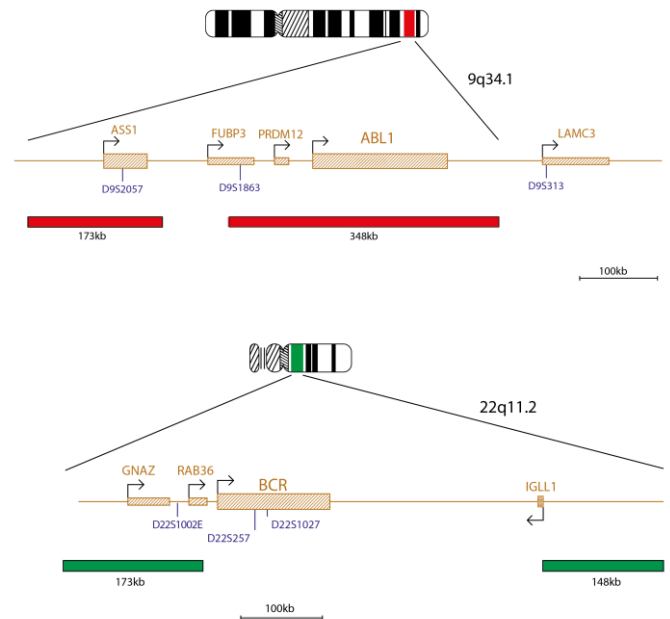 9q34.1
ASS1
FUBP3
PRDM12
ABL1
LAMC3
D9S2057
D9S1863
D9S313
173kb
348kb
100kb
22q11.2
GNAZ
RAB36
BCR
IGLL1
D22S1002E
D22S1027
D22S257
173kb
148kb
100kb